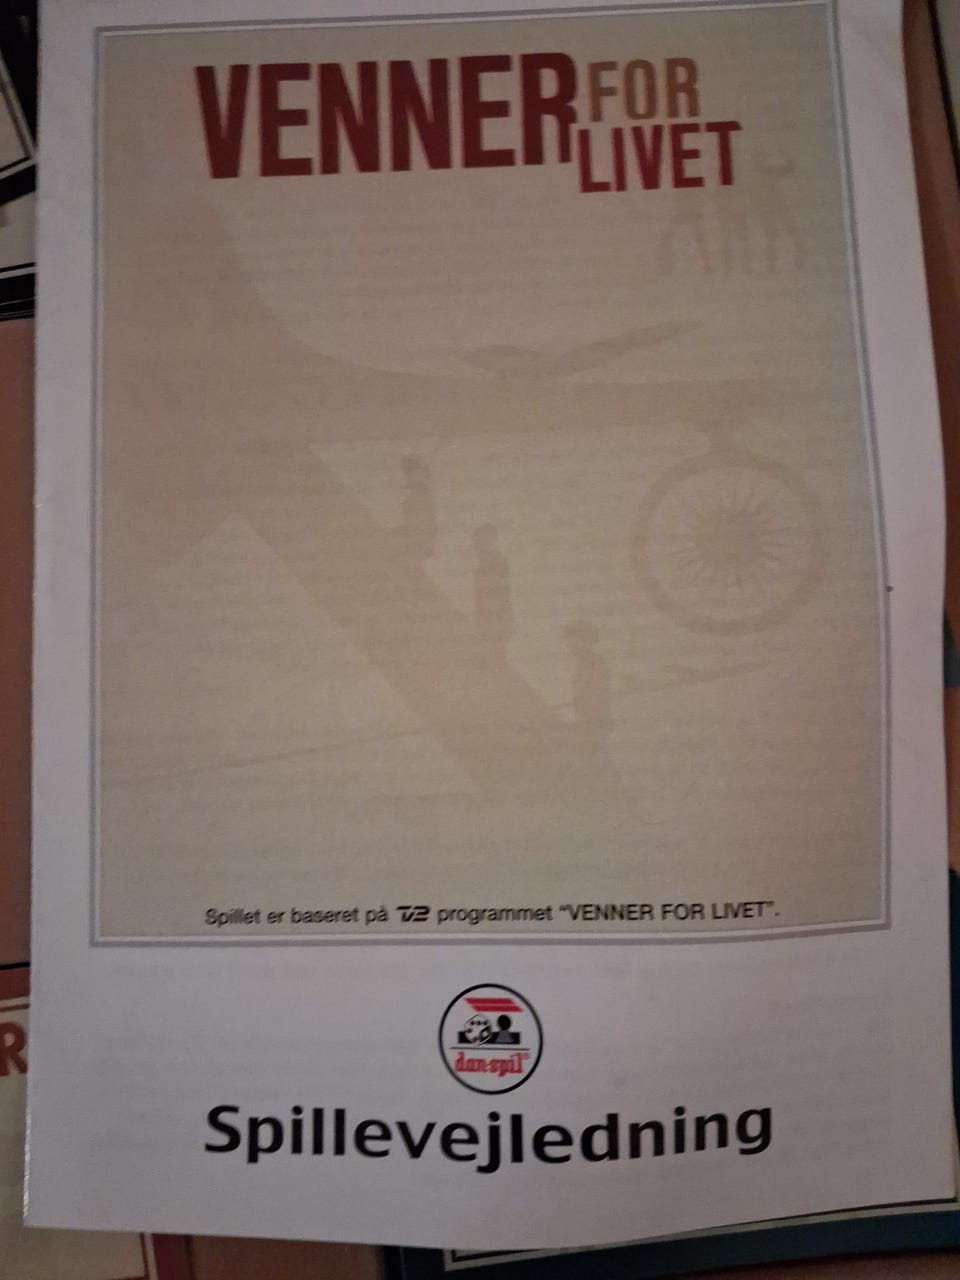 VENNER FOR
LIVET
Spillet er baseret på TV2 programmet "VENNER FOR LIVET".
dan-spil®
Spillevejledning
R